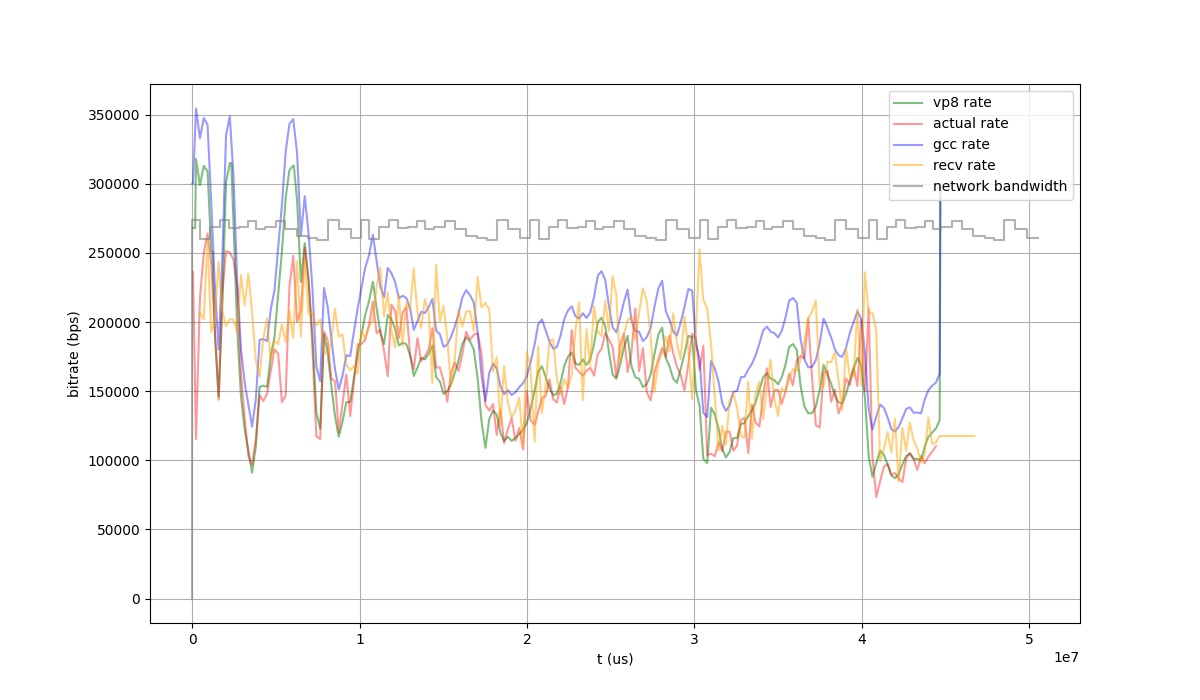 350000
300000
250000
200000
150000
100000
50000
0
bitrate (bps)
0
1
2
3
4
5
1e7
t (us)
vp8 rate
actual rate
gcc rate
recv rate
network bandwidth